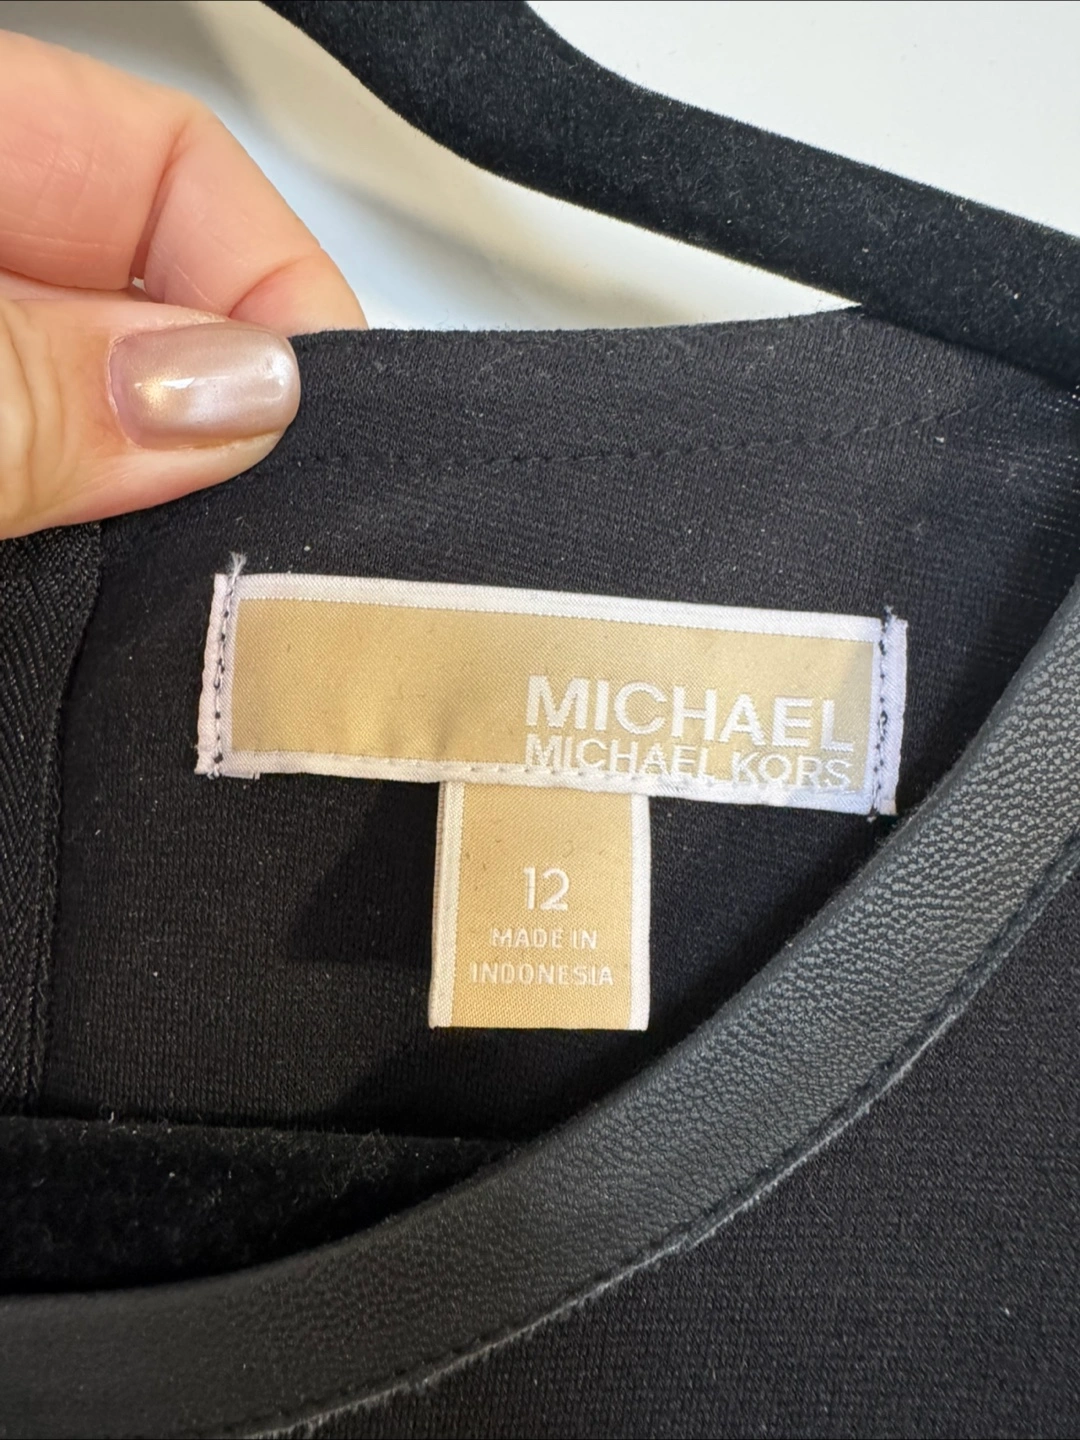 MICHAEL
MICHAEL KORS
12
MADE IN
INDONESIA